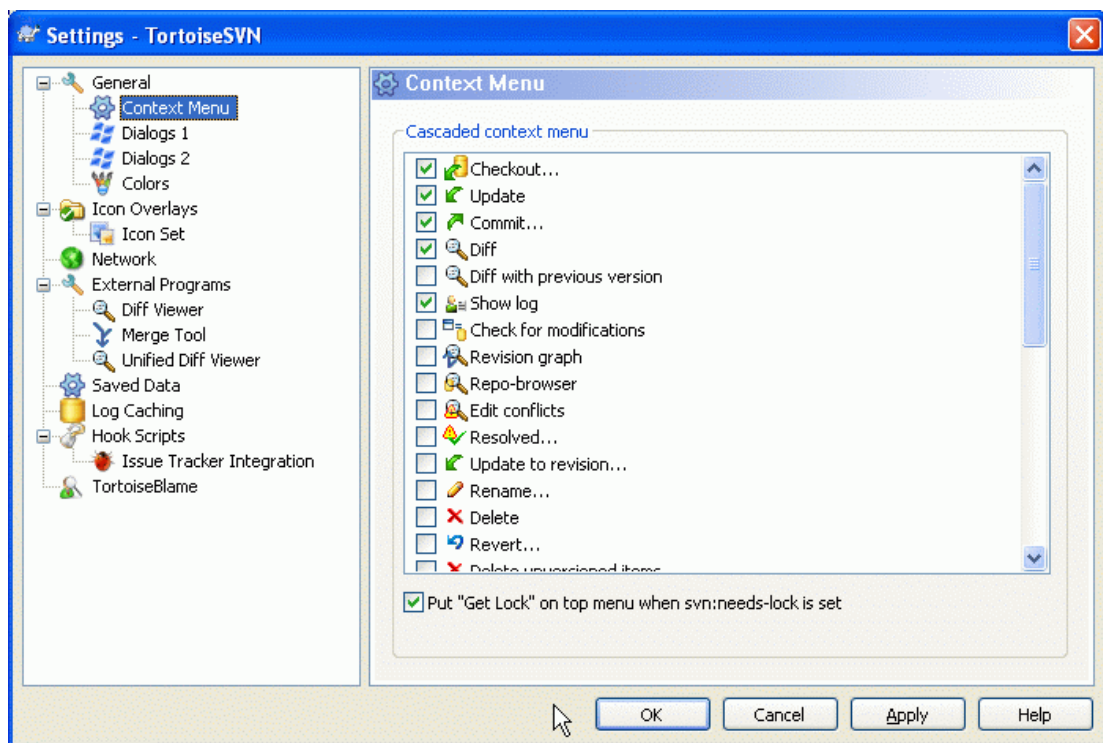 Settings - TortoiseSVN
General
Context Menu
Dialogs 1
Dialogs 2
Colors
Icon Overlays
Icon Set
Network
External Programs
Diff Viewer
Merge Tool
Unified Diff Viewer
Saved Data
Log Caching
Hook Scripts
Issue Tracker Integration
TortoiseBlame
Context Menu
Cascaded context menu
Checkout...
Update
Commit...
Diff
Diff with previous version
Show log
Check for modifications
Revision graph
Repo-browser
Edit conflicts
Resolved...
Update to revision...
Rename...
Delete
Revert...
Delete unversioned items
Put "Get Lock" on top menu when svn:needs-lock is set
OK
Cancel
Apply
Help